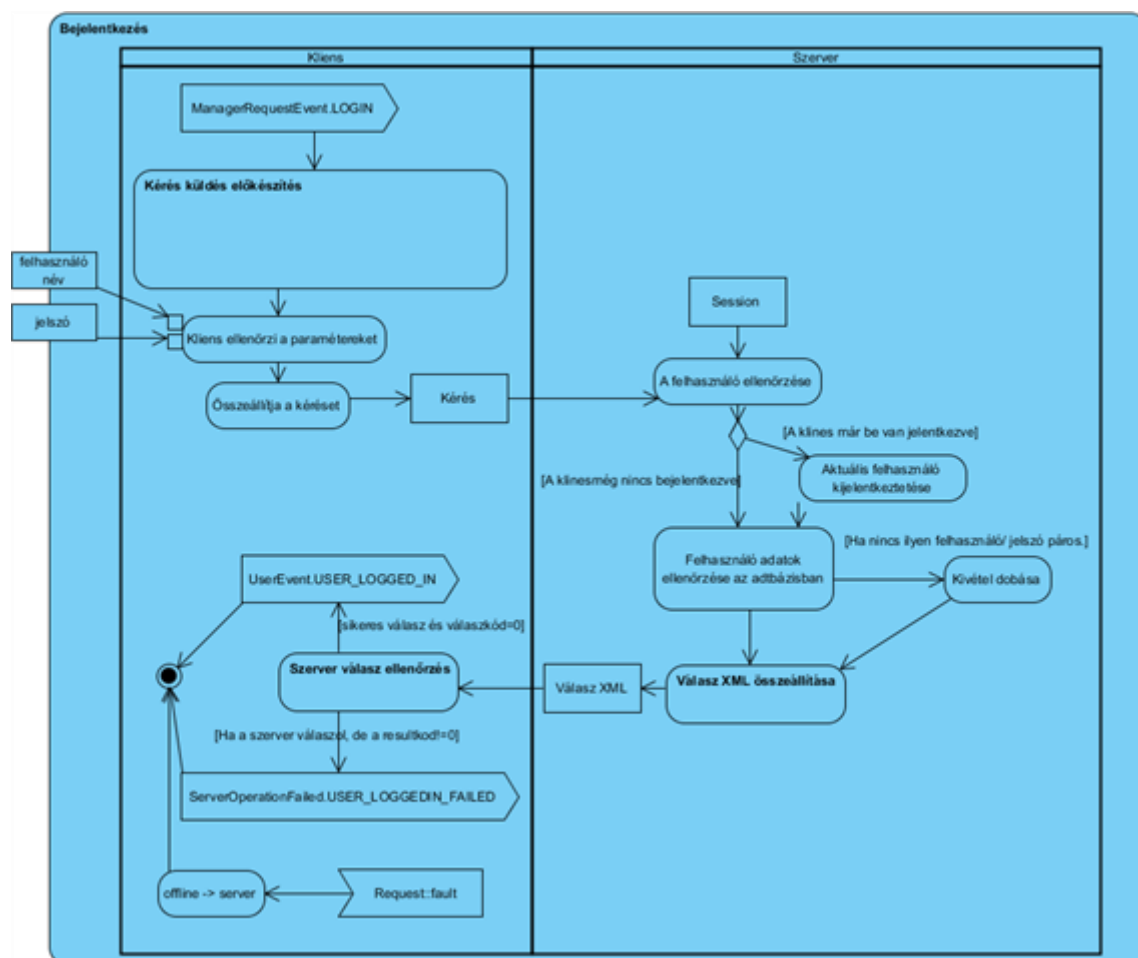 Bejelentkezés
Kliens
Szerver
ManagerRequestEvent.LOGIN
Kérés küldés előkészítés
felhasználó
név
jelszó
Kliens ellenőrzi a paramétereket
Összeállítja a kéréset
Kérés
Session
A felhasználó ellenőrzése
[A klines már be van jelentkezve]
[A klinesmég nincs bejelentkezve]
Aktuális felhasználó
kijelentkeztetése
Felhasználó adatok
ellenőrzése az adtbázisban
[Ha nincs ilyen felhasználó/ jelszó páros.]
Kivétel dobása
UserEvent.USER_LOGGED_IN
[sikeres válasz és válaszkód=0]
Szerver válasz ellenőrzés
Válasz XML
Válasz XML összeállítása
[Ha a szerver válaszol, de a resultkod!=0]
ServerOperationFailed.USER_LOGGEDIN_FAILED
offline -> server
Request::fault